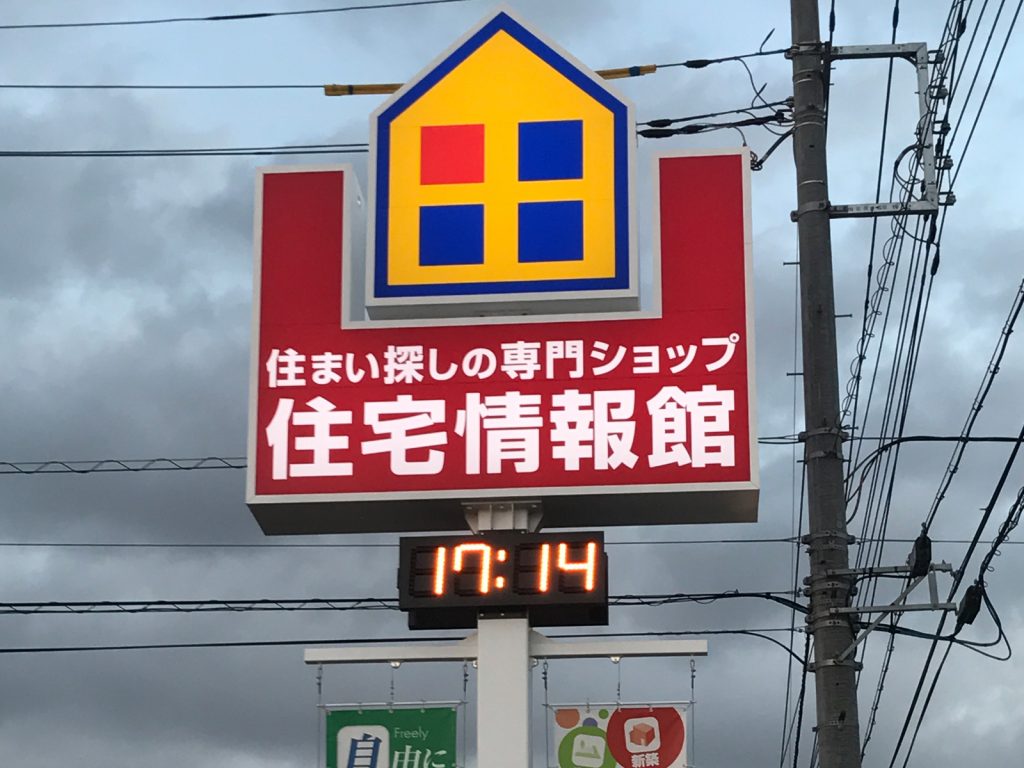 住まい探しの専門ショップ
住宅情報館
17:14
Freely
自由に
新築